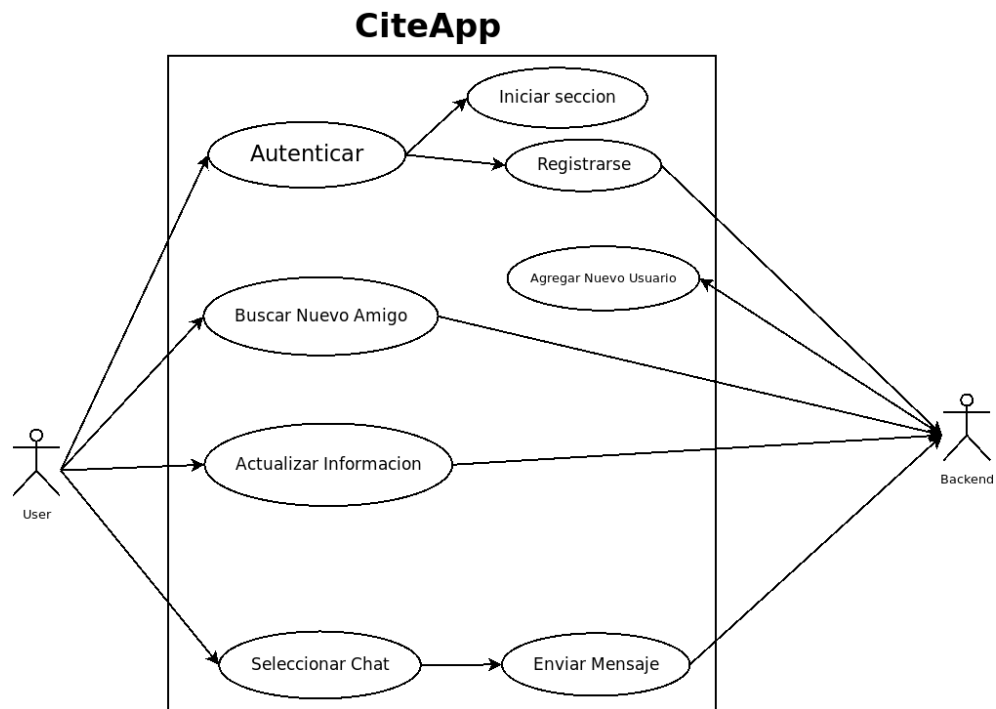 CiteApp
Iniciar seccion
Autenticar
Registrarse
Agregar Nuevo Usuario
Buscar Nuevo Amigo
Actualizar Informacion
User
Backend
Seleccionar Chat
Enviar Mensaje